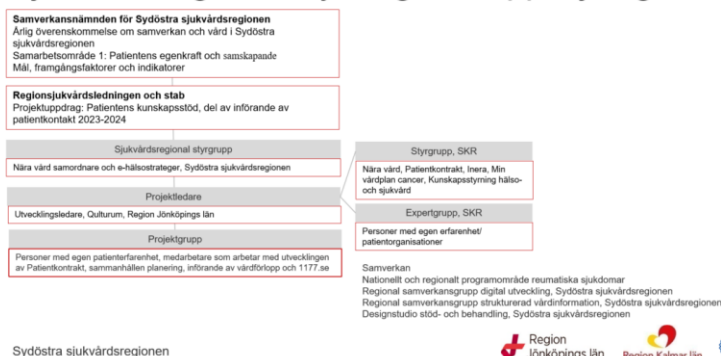 Samverkansnämnden för Sydöstra sjukvårdsregionen
Årlig överenskommelse om samverkan och vård i Sydöstra
sjukvårdsregionen
Samarbetsområde 1: Patientens egenkraft och samskapande
Mål, framgångsfaktorer och indikatorer
Regionsjukvårdsledningen och stab
Projektuppdrag: Patientens kunskapsstöd, del av införande av
patientkontakt 2023-2024
Sjukvårdsregional styrgrupp
Nära vård samordnare och e-hälsostrateger, Sydöstra sjukvårdsregionen
Projektledare
Utvecklingsledare, Qulturum, Region Jönköpings län
Projektgrupp
Personer med egen patienterfarenhet, medarbetare som arbetar med utvecklingen
av Patientkontrakt, sammanhållen planering, införande av vårdförlopp och 1177.se
Styrgrupp, SKR
Nära vård, Patientkontrakt, Inera, Min
vårdplan cancer, Kunskapsstyrning hälso-
och sjukvård
Expertgrupp, SKR
Personer med egen erfarenhet/
patientorganisationer
Samverkan
Nationellt och regionalt programområde reumatiska sjukdomar
Regional samverkansgrupp digital utveckling, Sydöstra sjukvårdsregionen
Regional samverkansgrupp strukturerad vårdinformation, Sydöstra sjukvårdsregionen
Designstudio stöd- och behandling, Sydöstra sjukvårdsregionen
Sydöstra sjukvårdsregionen
Region
Jönköpings län
Region Kalmar län